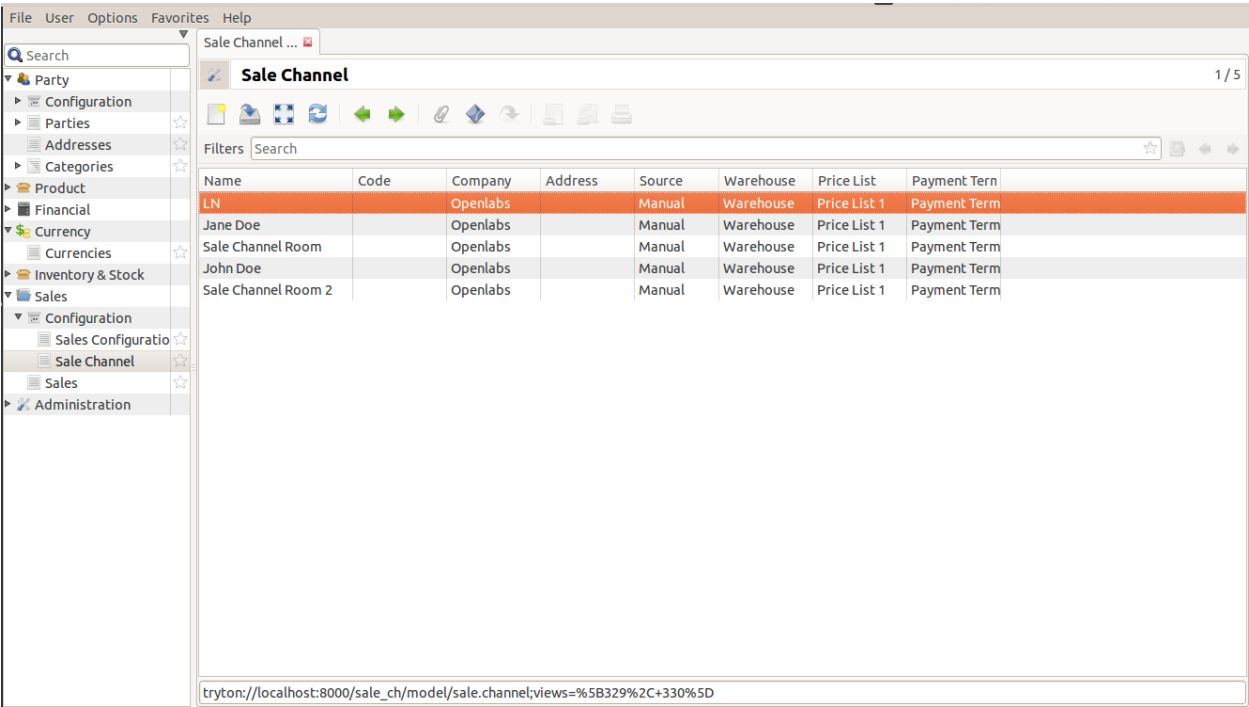 File User Options Favorites Help
Search
Party
Configuration
Parties
Addresses
Categories
Product
Financial
Currency
Currencies
Inventory & Stock
Sales
Configuration
Sales Configuratio
Sale Channel
Sales
Administration
Sale Channel ...
Sale Channel 1 / 5
Filters Search
Name Code Company Address Source Warehouse Price List Payment Tern
LN Openlabs Manual Warehouse Price List 1 Payment Term
Jane Doe Openlabs Manual Warehouse Price List 1 Payment Term
Sale Channel Room Openlabs Manual Warehouse Price List 1 Payment Term
John Doe Openlabs Manual Warehouse Price List 1 Payment Term
Sale Channel Room 2 Openlabs Manual Warehouse Price List 1 Payment Term
tryton://localhost:8000/sale_ch/model/sale.channel;views=%5B329%2C+330%5D